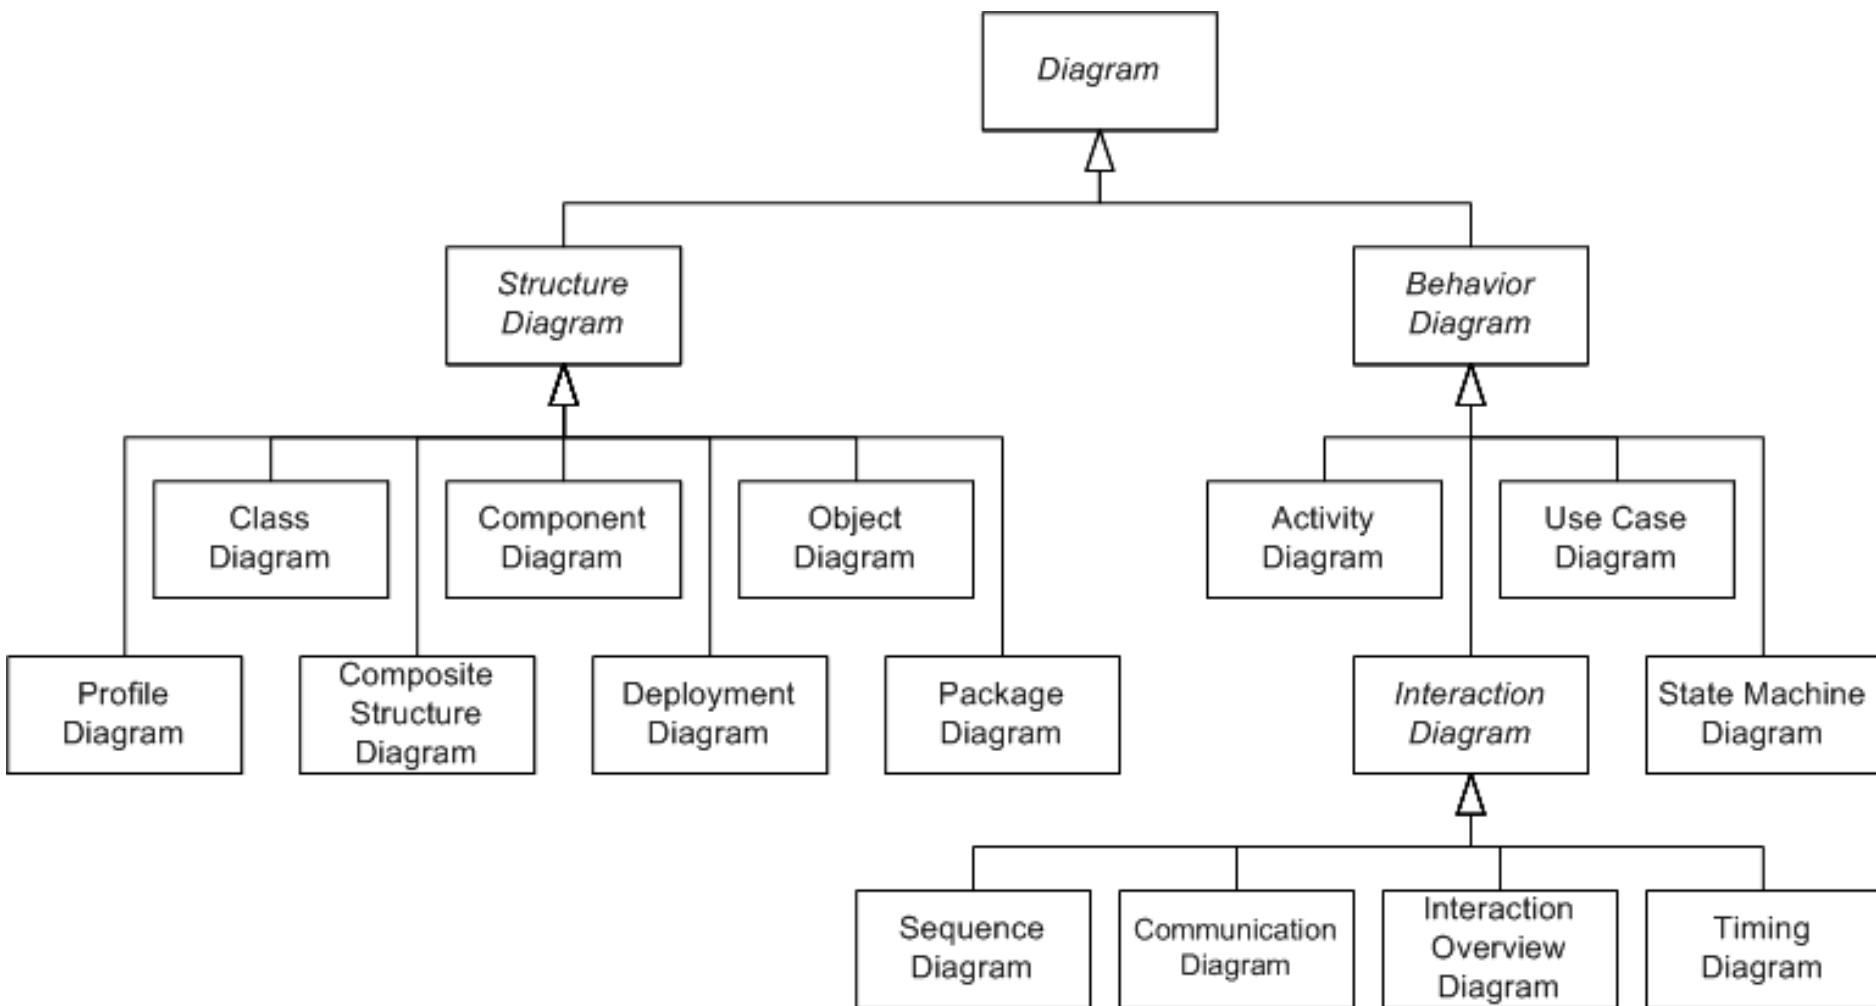 Diagram
Structure
Diagram
Behavior
Diagram
Class
Diagram
Component
Diagram
Object
Diagram
Activity
Diagram
Use Case
Diagram
Profile
Diagram
Composite
Structure
Diagram
Deployment
Diagram
Package
Diagram
Interaction
Diagram
State Machine
Diagram
Sequence
Diagram
Communication
Diagram
Interaction
Overview
Diagram
Timing
Diagram